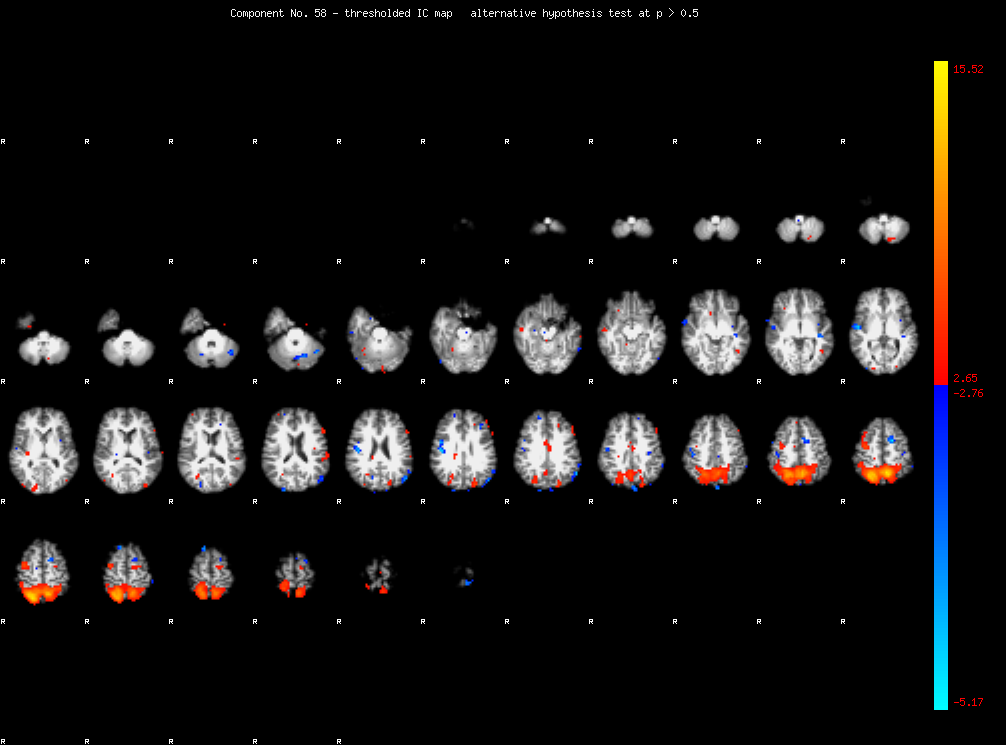 Component No. 58 - thresholded IC map   alternative hypothesis test at p > 0.5
15.52
R R R R R R R R R R R
R R R R R R R R R R R
2.65
R R R R R R R R R R R
-2.76
R R R R R R R R R R R
R R R R R R R R R R R
-5.17
R R R R R